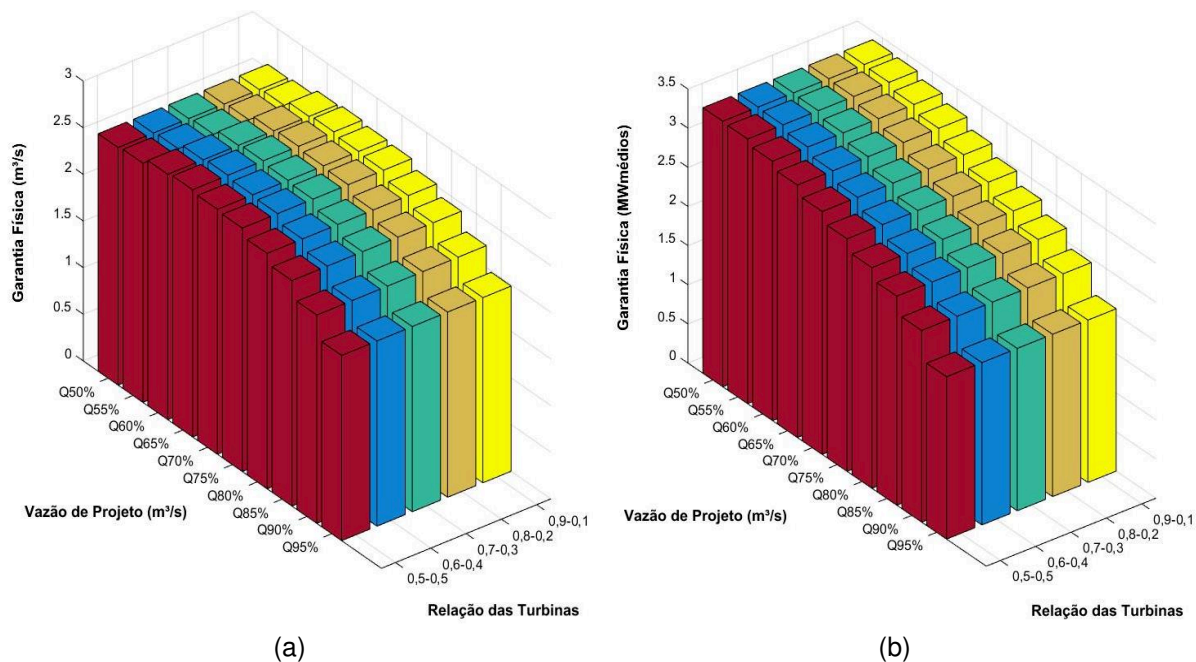 3
2.5
2
1.5
1
0.5
0
Garantia Física (m³/s)
Q50%
Q55%
Q60%
Q65%
Q70%
Q75%
Q80%
Q85%
Q90%
Q95%
Vazão de Projeto (m³/s)
0,9-0,1
0,8-0,2
0,7-0,3
0,6-0,4
0,5-0,5
Relação das Turbinas
(a)
3.5
3
2.5
2
1.5
1
0.5
0
Garantia Física (MWmédios)
Q50%
Q55%
Q60%
Q65%
Q70%
Q75%
Q80%
Q85%
Q90%
Q95%
Vazão de Projeto (m³/s)
0,9-0,1
0,8-0,2
0,7-0,3
0,6-0,4
0,5-0,5
Relação das Turbinas
(b)